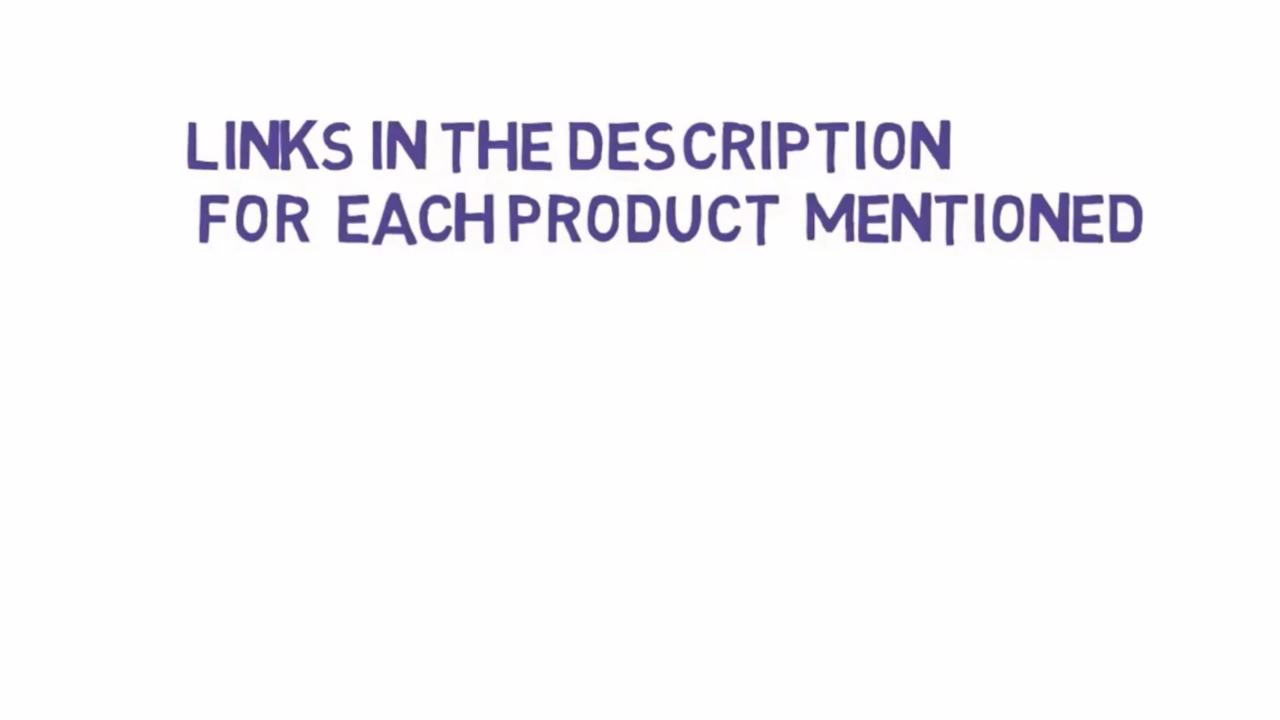 LINKS IN THE DESCRIPTION
FOR EACH PRODUCT MENTIONED